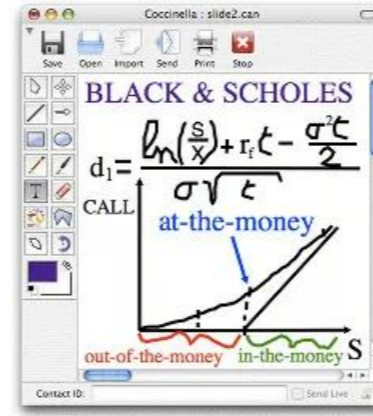 Coccinella : slide2.can
Save Open Import Send Print Stop
BLACK & SCHOLES
d₁= (ln(S/X) + r_f t − σ²t/2) / (σ√t)
CALL
at-the-money
out-of-the-money in-the-money S
Contact ID: Send Live